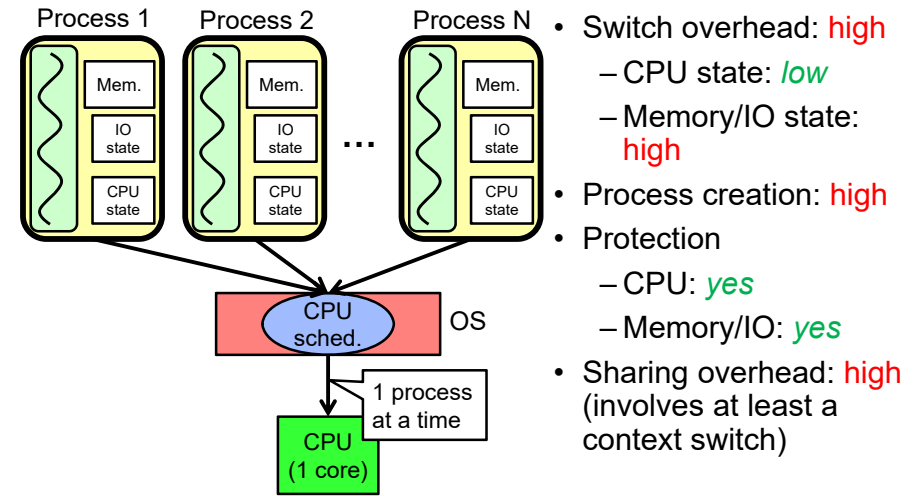 Process 1
Process 2
Process N
Mem.
IO
state
CPU
state
Mem.
IO
state
CPU
state
...
Mem.
IO
state
CPU
state
CPU
sched.
OS
1 process
at a time
CPU
(1 core)
• Switch overhead: high
– CPU state: low
– Memory/IO state:
high
• Process creation: high
• Protection
– CPU: yes
– Memory/IO: yes
• Sharing overhead: high
(involves at least a
context switch)